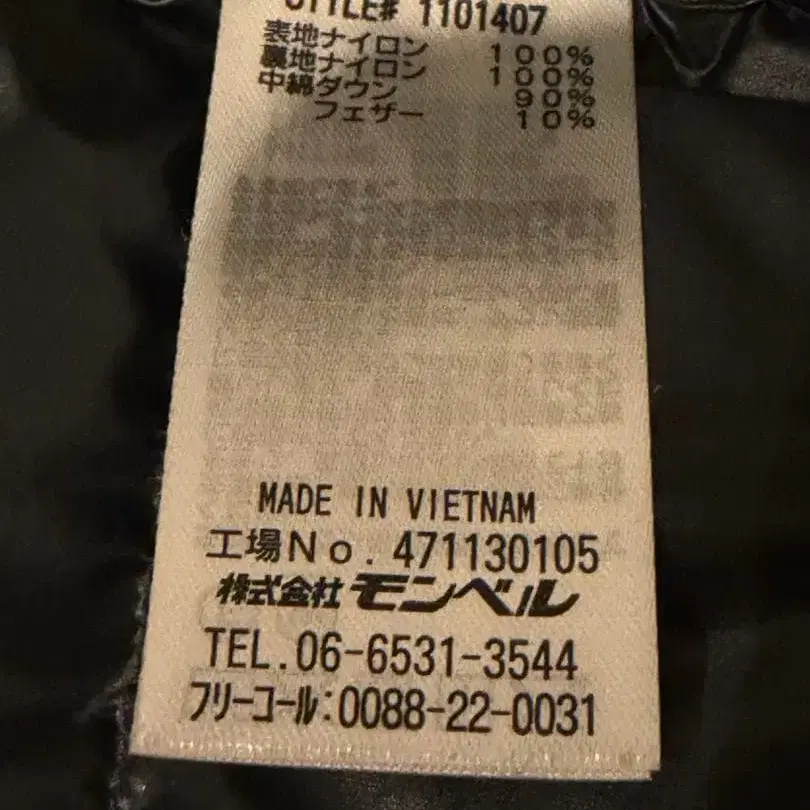 STYLE# 1101407
表地ナイロン 100%
裏地ナイロン 100%
中綿ダウン 90%
フェザー 10%
MADE IN VIETNAM
工場No.471130105
株式会社モンベル
TEL.06-6531-3544
フリーコール:0088-22-0031